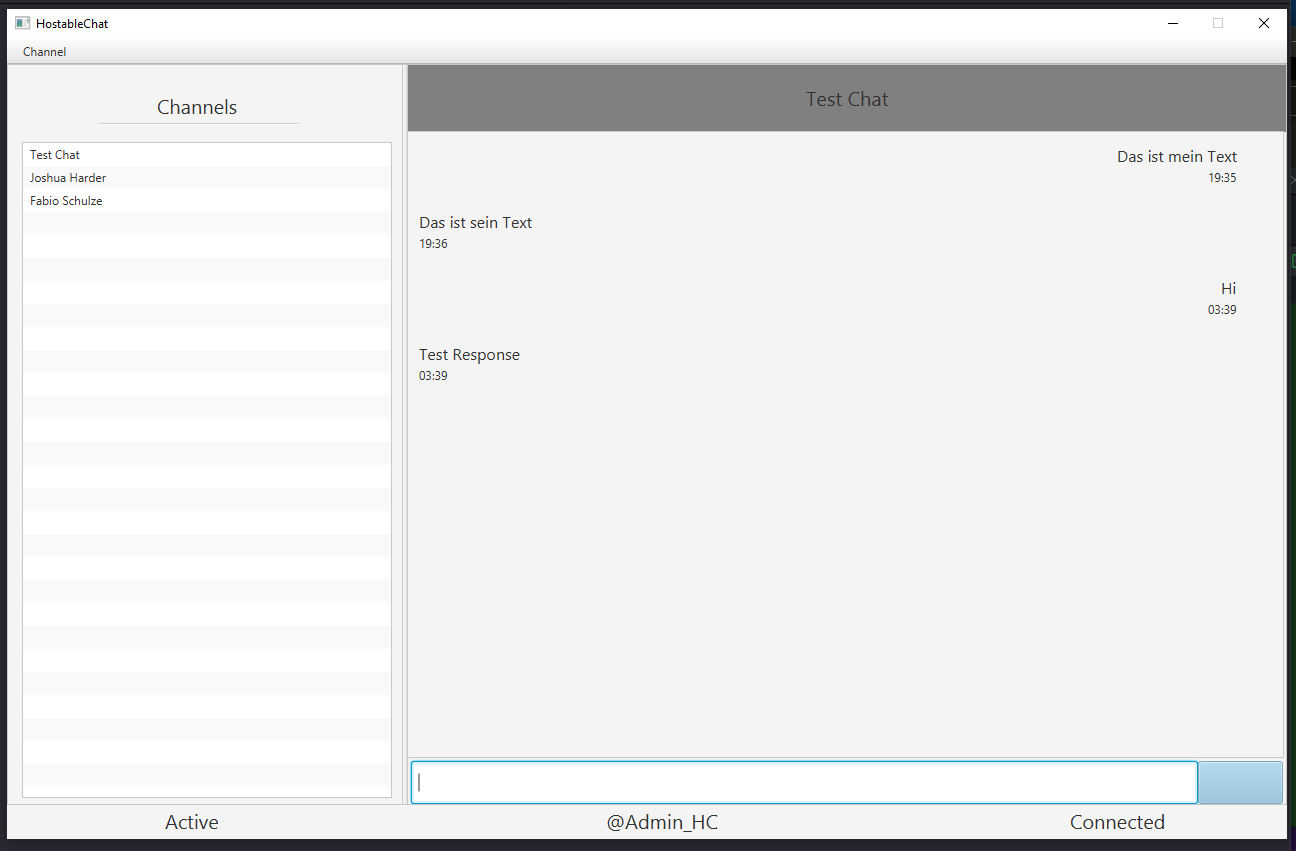 HostableChat
Channel
Channels
Test Chat
Joshua Harder
Fabio Schulze
Test Chat
Das ist mein Text
19:35
Das ist sein Text
19:36
Hi
03:39
Test Response
03:39
Active
@Admin_HC
Connected